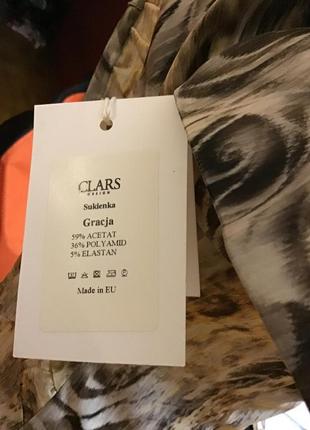 CLARS
DESIGN
Sukienka
Gracja
59% ACETAT
36% POLYAMID
5% ELASTAN
Made in EU